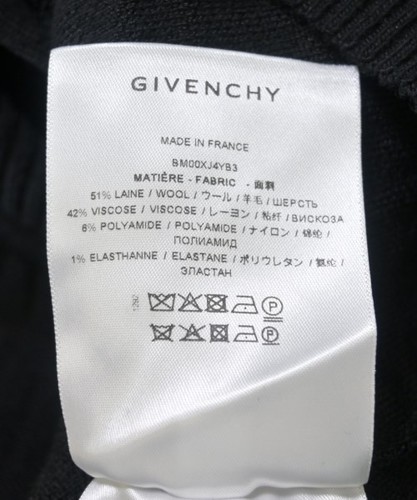 GIVENCHY
MADE IN FRANCE
BM00XJ4YB3
MATIÈRE - FABRIC - 面料
51% LAINE / WOOL / ウール / 羊毛 / ШЕРСТЬ
42% VISCOSE / VISCOSE / レーヨン / 粘纤 / ВИСКОЗА
6% POLYAMIDE / POLYAMIDE / ナイロン / 锦纶 /
ПОЛИАМИД
1% ELASTHANNE / ELASTANE / ポリウレタン / 氨纶 /
ЭЛАСТАН
P
P